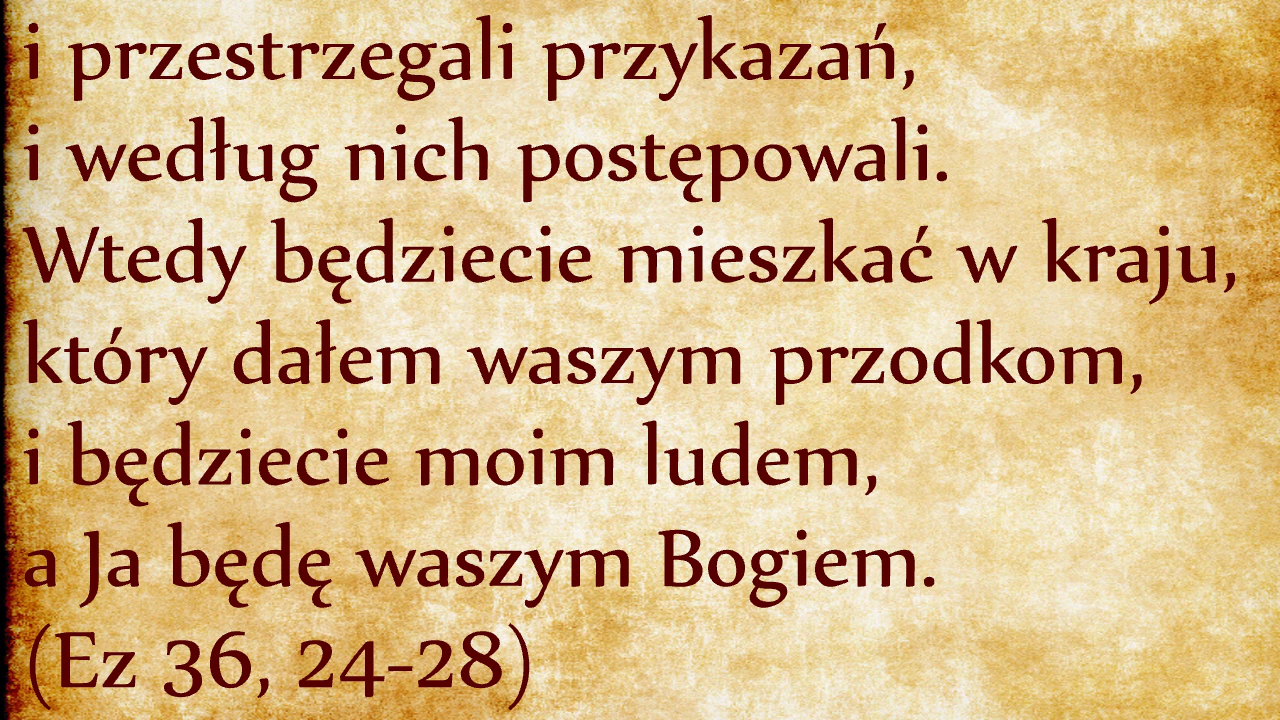 i przestrzegali przykazań,
i według nich postępowali.
Wtedy będziecie mieszkać w kraju,
który dałem waszym przodkom,
i będziecie moim ludem,
a Ja będę waszym Bogiem.
(Ez 36, 24-28)